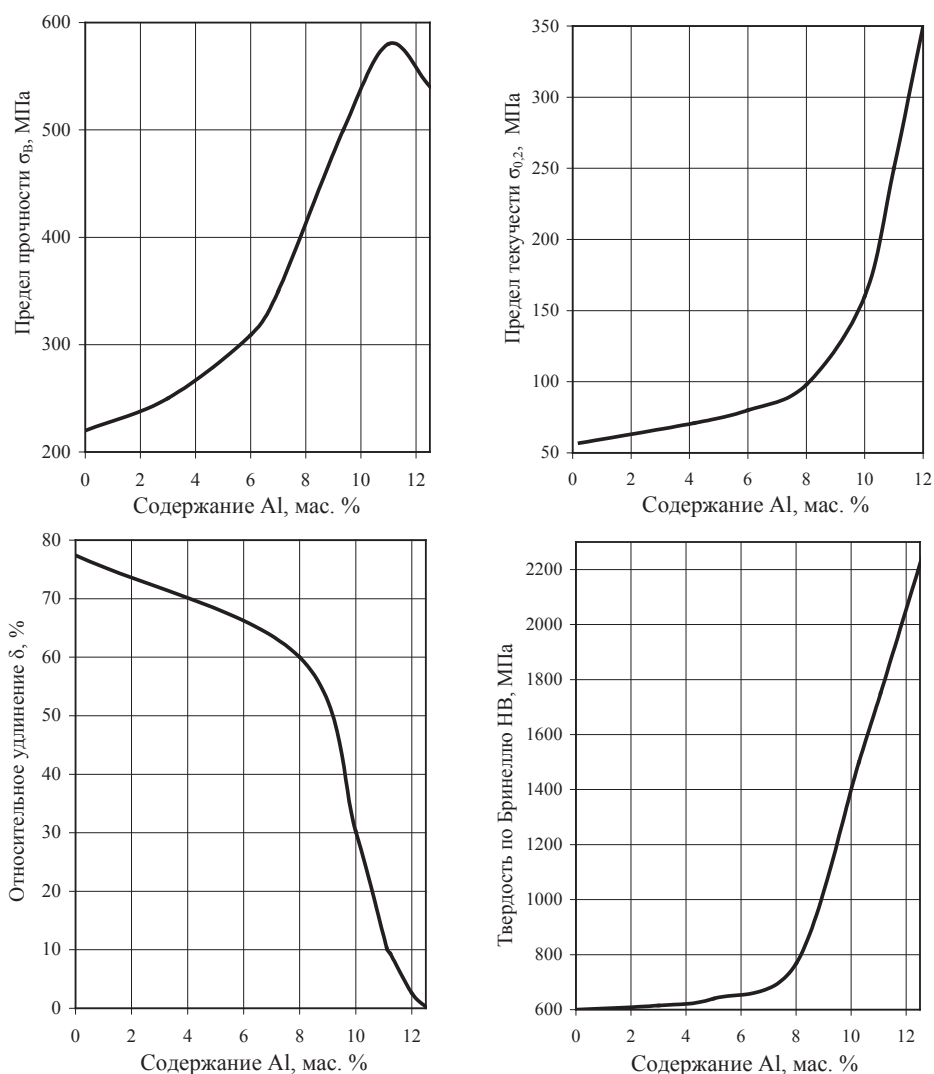 Предел прочности σВ, МПа
600
500
400
300
200
0 2 4 6 8 10 12
Содержание Al, мас. %
Предел текучести σ0,2, МПа
350
300
250
200
150
100
50
0 2 4 6 8 10 12
Содержание Al, мас. %
Относительное удлинение δ, %
80
70
60
50
40
30
20
10
0
0 2 4 6 8 10 12
Содержание Al, мас. %
Твердость по Бринеллю HB, МПа
2200
2000
1800
1600
1400
1200
1000
800
600
0 2 4 6 8 10 12
Содержание Al, мас. %